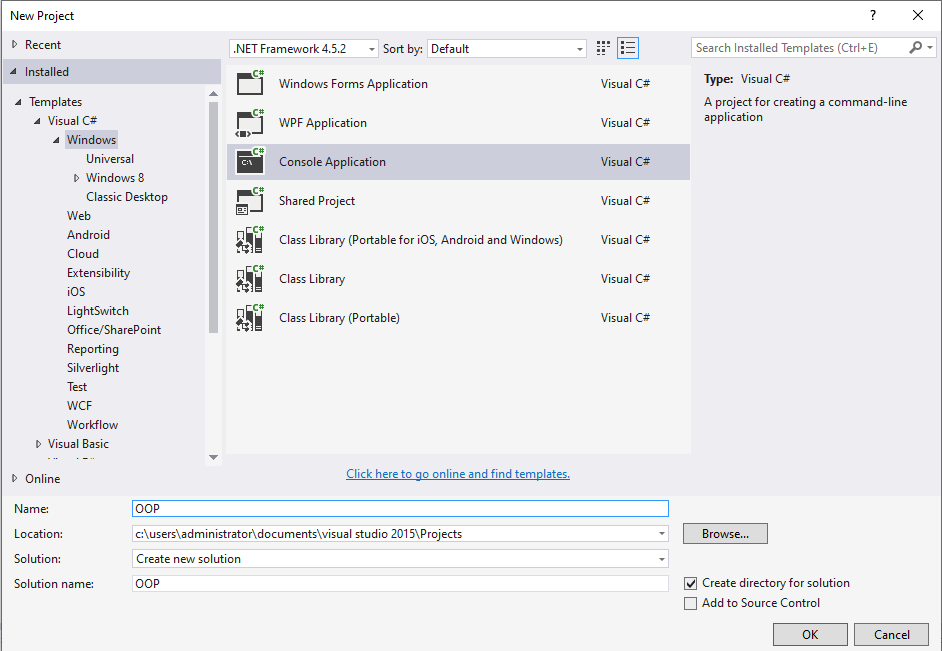 New Project
? 
Recent
Installed
Templates
Visual C#
Windows
Universal
Windows 8
Classic Desktop
Web
Android
Cloud
Extensibility
iOS
LightSwitch
Office/SharePoint
Reporting
Silverlight
Test
WCF
Workflow
Visual Basic
Online
.NET Framework 4.5.2 Sort by: Default
C# Windows Forms Application Visual C#
C# WPF Application Visual C#
C# C:\ Console Application Visual C#
C# Shared Project Visual C#
C# Class Library (Portable for iOS, Android and Windows) Visual C#
C# Class Library Visual C#
C# Class Library (Portable) Visual C#
Click here to go online and find templates.
Search Installed Templates (Ctrl+E)
Type: Visual C#
A project for creating a command-line
application
Name: OOP
Location: c:\users\administrator\documents\visual studio 2015\Projects Browse...
Solution: Create new solution
Solution name: OOP
Create directory for solution
Add to Source Control
OK Cancel